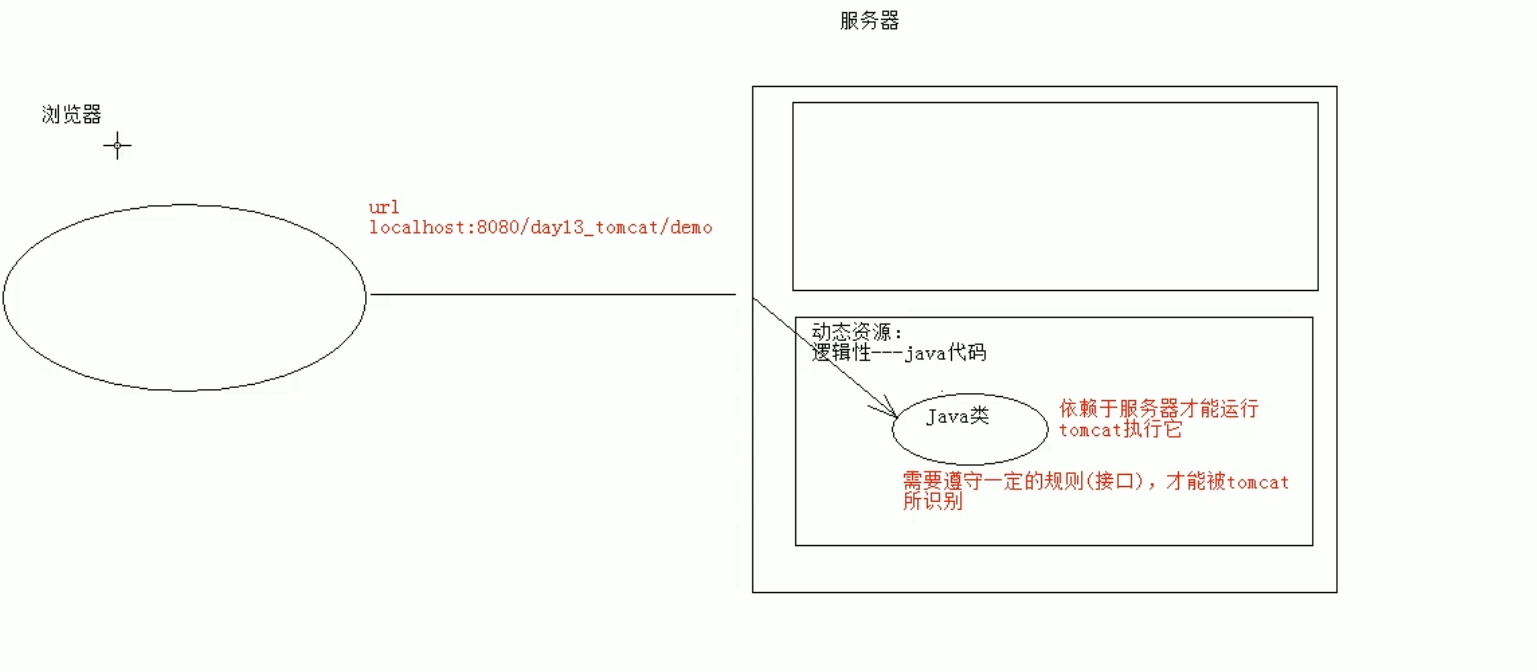 服务器
浏览器
url
localhost:8080/day13_tomcat/demo
动态资源:
逻辑性---java代码
Java类
依赖于服务器才能运行
tomcat执行它
需要遵守一定的规则(接口)，才能被tomcat
所识别